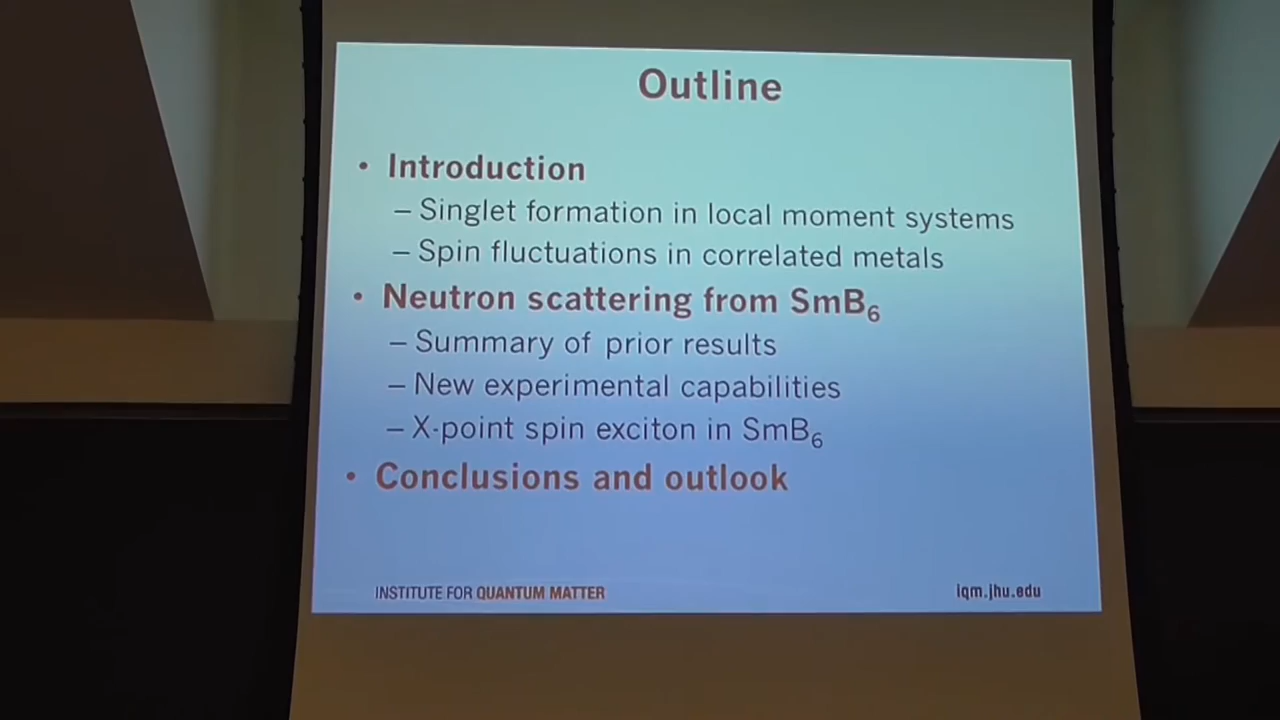 Outline
• Introduction
– Singlet formation in local moment systems
– Spin fluctuations in correlated metals
• Neutron scattering from SmB₆
– Summary of prior results
– New experimental capabilities
– X-point spin exciton in SmB₆
• Conclusions and outlook
INSTITUTE FOR QUANTUM MATTER
iqm.jhu.edu